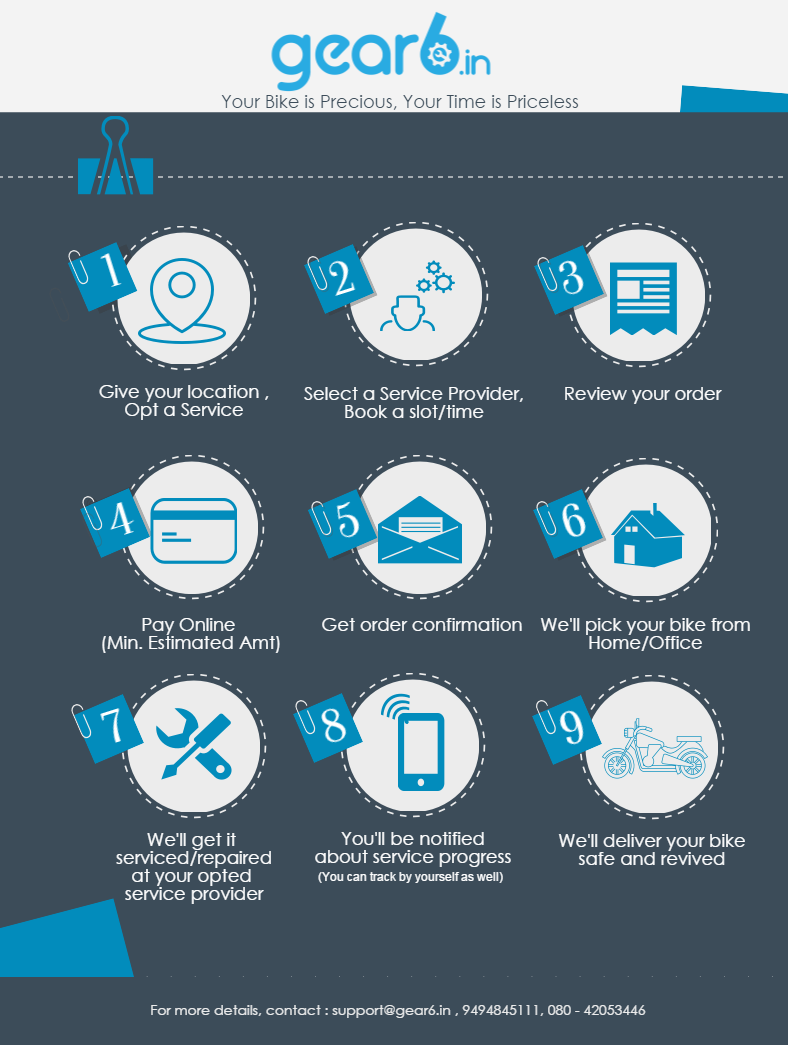 gear6.in
Your Bike is Precious, Your Time is Priceless
1
Give your location ,
Opt a Service
2
Select a Service Provider,
Book a slot/time
3
Review your order
4
Pay Online
(Min. Estimated Amt)
5
Get order confirmation
6
We'll pick your bike from
Home/Office
7
We'll get it
serviced/repaired
at your opted
service provider
8
You'll be notified
about service progress
(You can track by yourself as well)
9
We'll deliver your bike
safe and revived
For more details, contact : support@gear6.in , 9494845111, 080 - 42053446